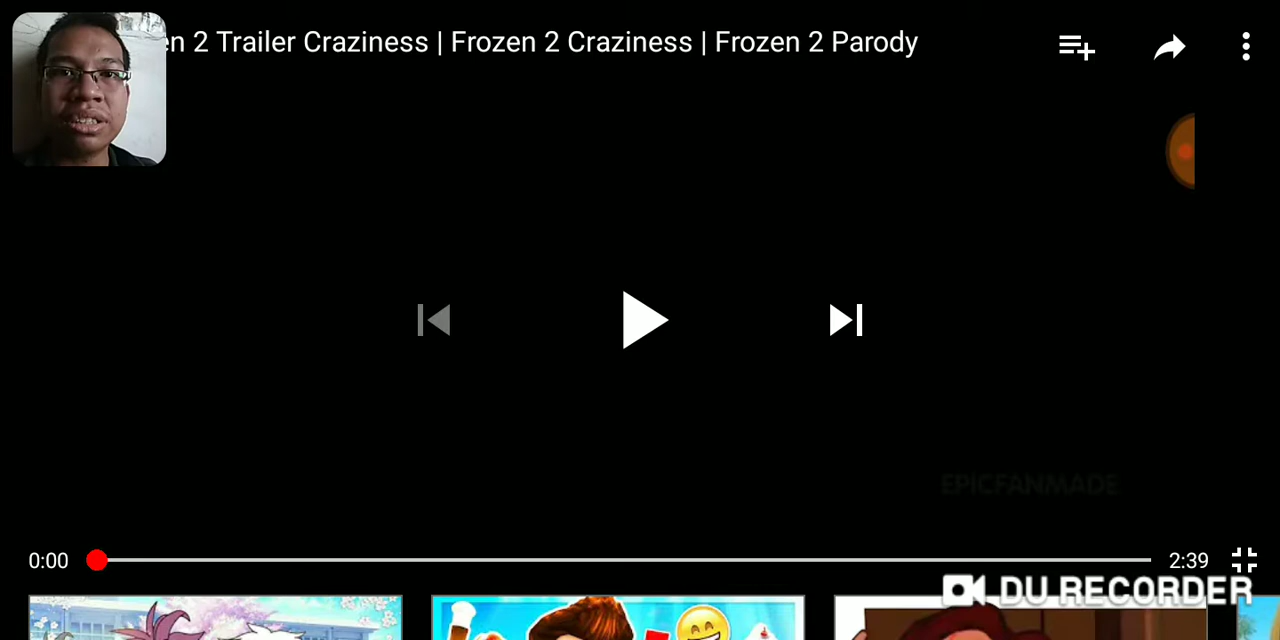 en 2 Trailer Craziness | Frozen 2 Craziness | Frozen 2 Parody
EPICFANMADE
0:00
2:39
DU RECORDER